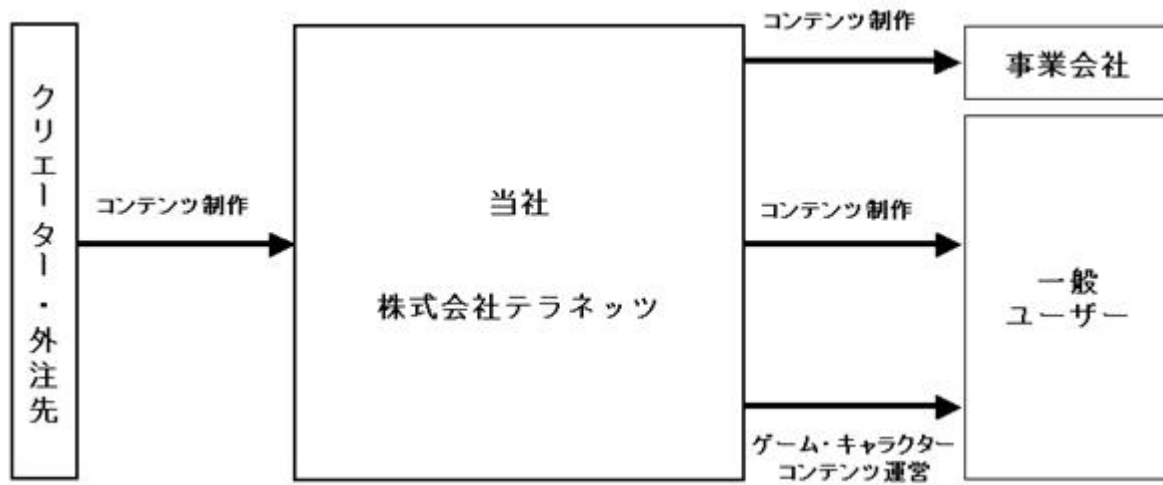 クリエーター・外注先
コンテンツ制作
当社
株式会社テラネッツ
コンテンツ制作
事業会社
コンテンツ制作
一般
ユーザー
ゲーム・キャラクター
コンテンツ運営